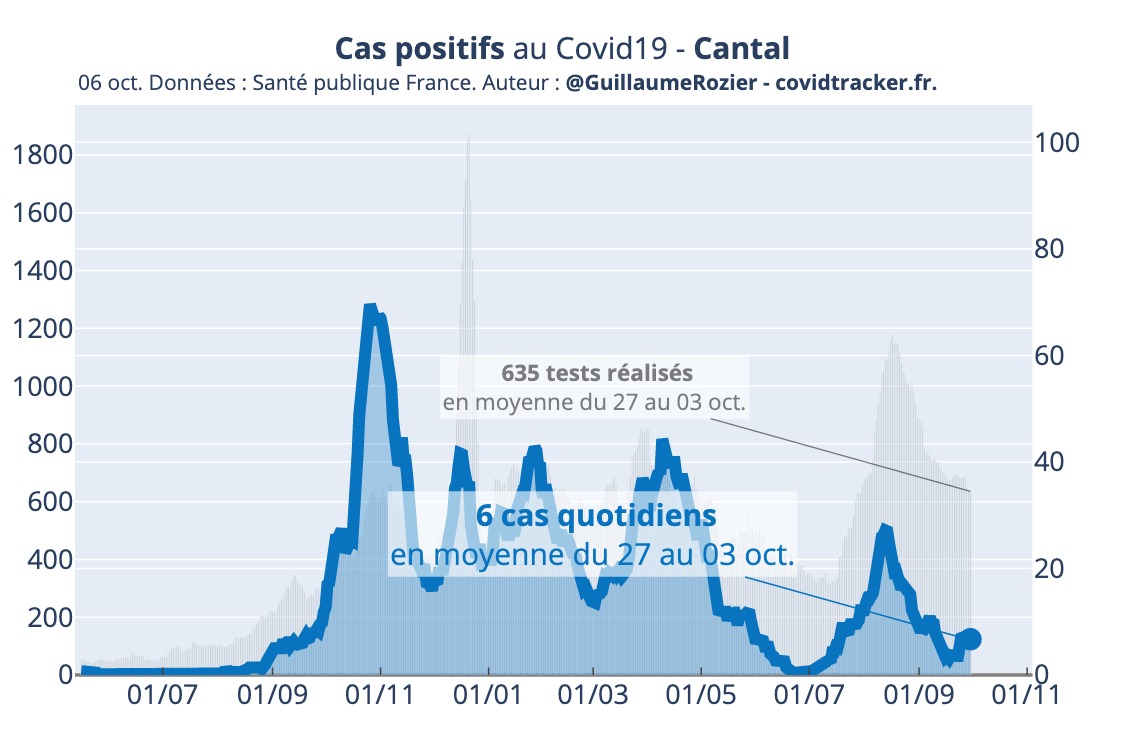 Cas positifs au Covid19 - Cantal
06 oct. Données : Santé publique France. Auteur : @GuillaumeRozier - covidtracker.fr.
1800
1600
1400
1200
1000
800
600
400
200
0
100
80
60
40
20
0
635 tests réalisés
en moyenne du 27 au 03 oct.
6 cas quotidiens
en moyenne du 27 au 03 oct.
01/07 01/09 01/11 01/01 01/03 01/05 01/07 01/09 01/11